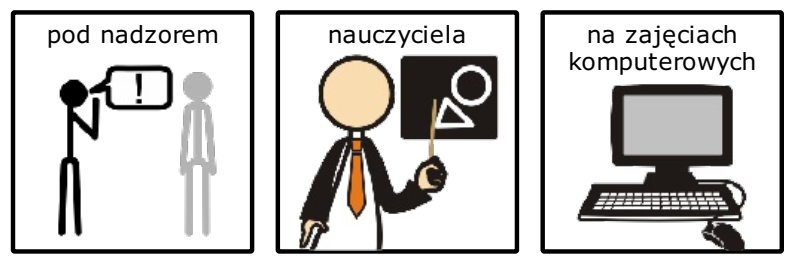 pod nadzorem
!
nauczyciela
na zajęciach
komputerowych